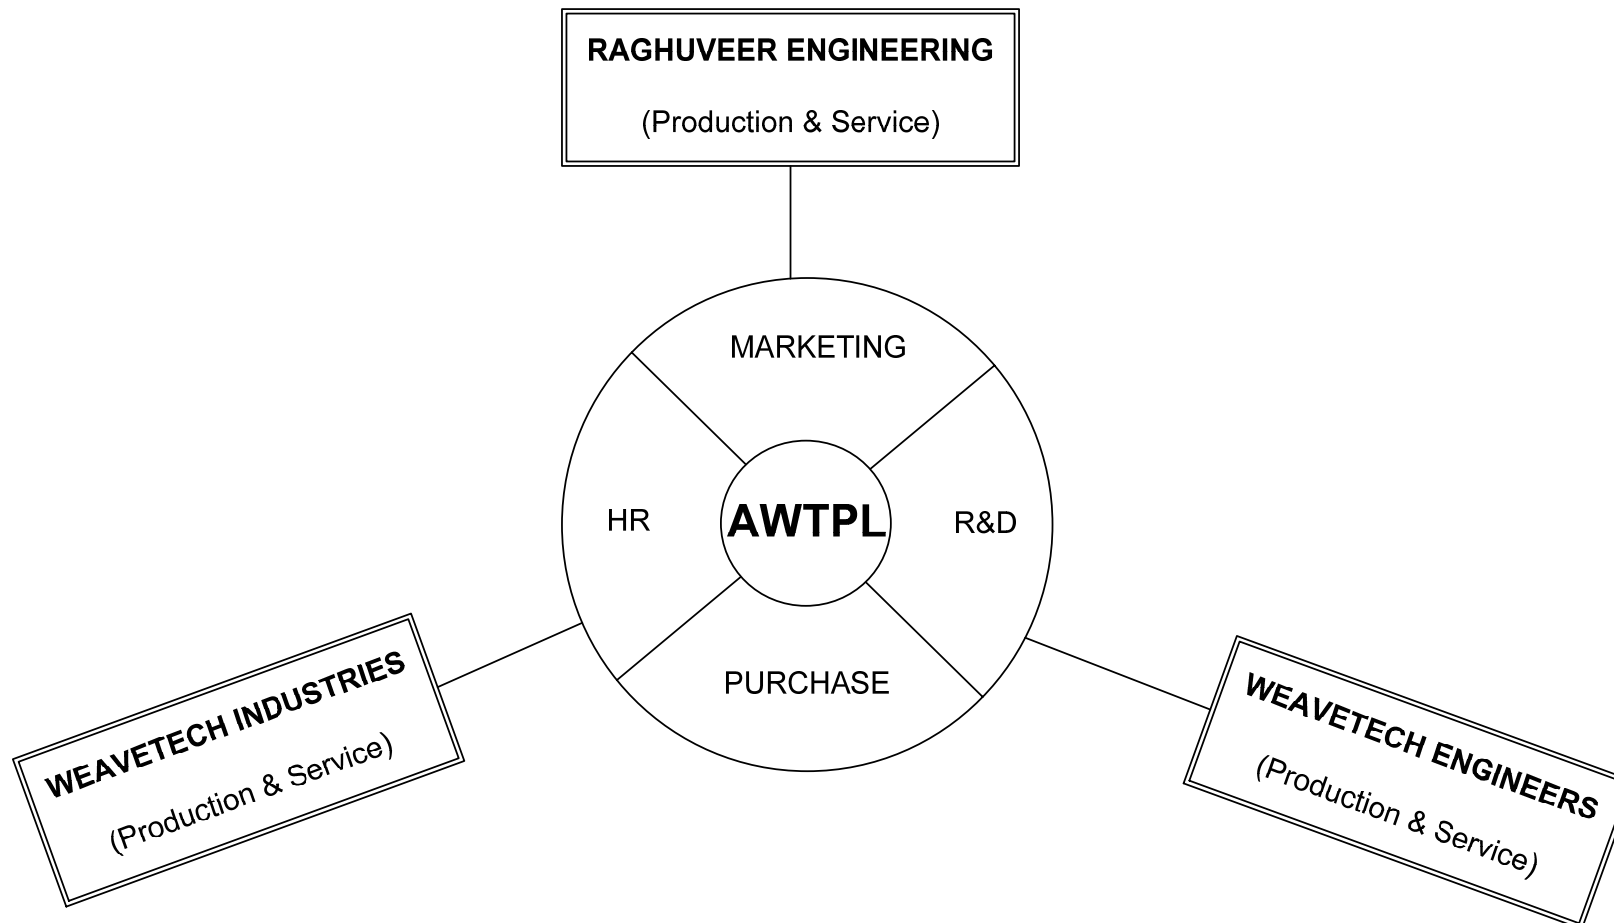 RAGHUVEER ENGINEERING
(Production & Service)
MARKETING
HR
AWTPL
R&D
PURCHASE
WEAVETECH INDUSTRIES
(Production & Service)
WEAVETECH ENGINEERS
(Production & Service)